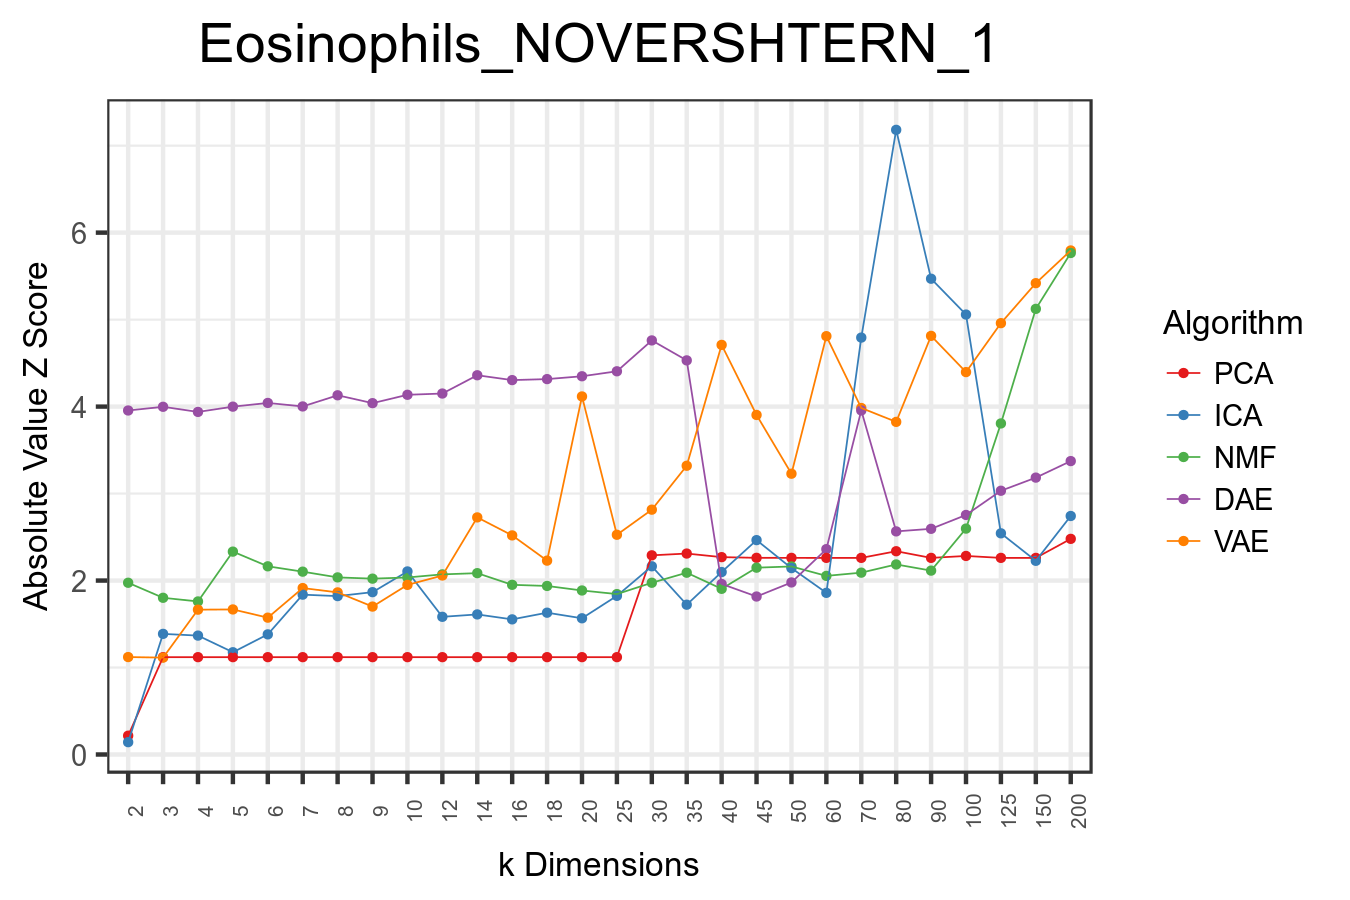 Eosinophils_NOVERSHTERN_1
Absolute Value Z Score
6
4
2
0
2 3 4 5 6 7 8 9 10 12 14 16 18 20 25 30 35 40 45 50 60 70 80 90 100 125 150 200
k Dimensions
Algorithm
PCA
ICA
NMF
DAE
VAE